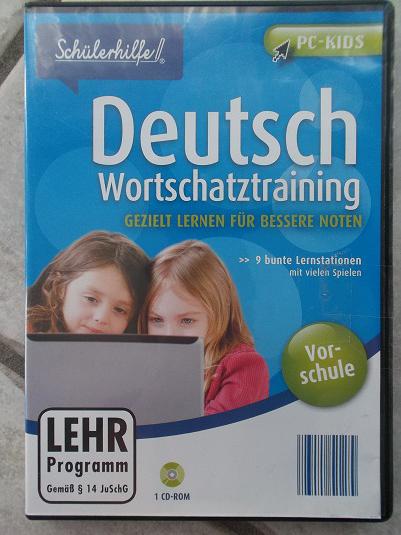 Schülerhilfe!®
PC-KIDS
Deutsch
Wortschatztraining
GEZIELT LERNEN FÜR BESSERE NOTEN
>> 9 bunte Lernstationen
mit vielen Spielen
Vor-
schule
LEHR
Programm
Gemäß § 14 JuSchG
1 CD-ROM